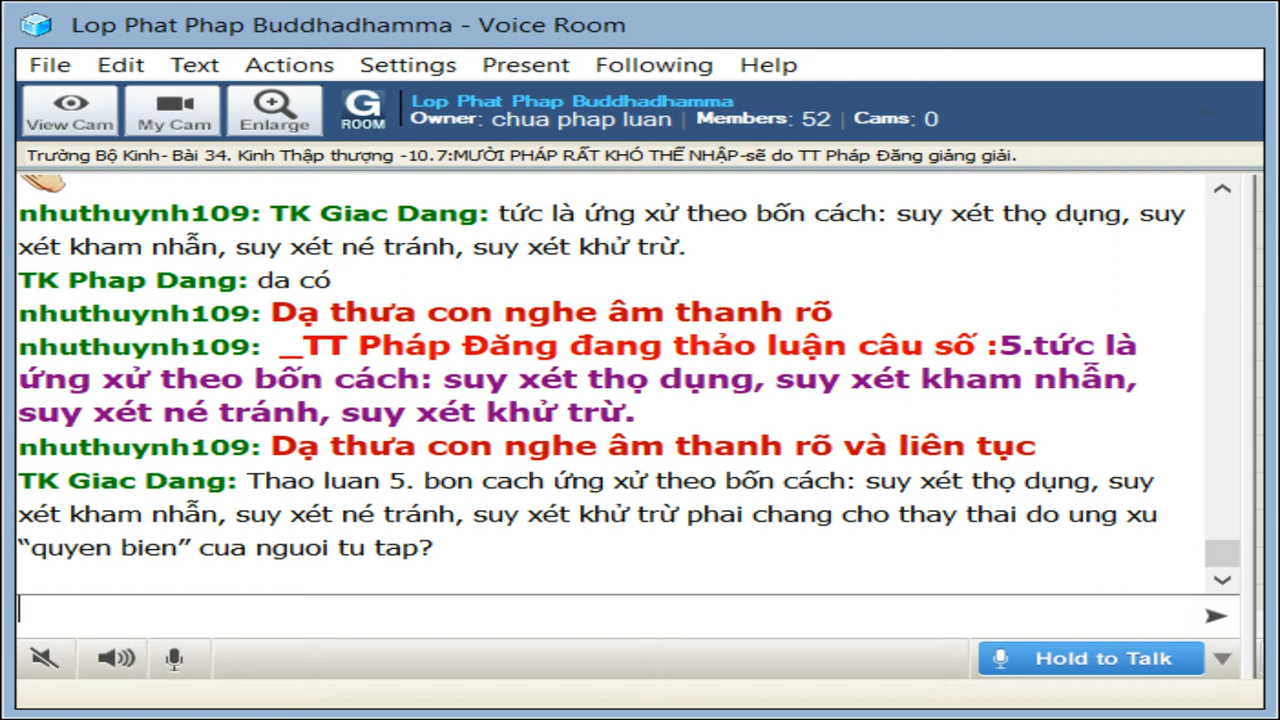 Lop Phat Phap Buddhadhamma - Voice Room
File Edit Text Actions Settings Present Following Help
View Cam My Cam Enlarge G ROOM
Lop Phat Phap Buddhadhamma
Owner: chua phap luan | Members: 52 | Cams: 0
Trường Bộ Kinh- Bài 34. Kinh Thập thượng -10.7:MƯỜI PHÁP RẤT KHÓ THỂ NHẬP-sẽ do TT Pháp Đăng giảng giải.
nhuthuynh109: TK Giac Dang: tức là ứng xử theo bốn cách: suy xét thọ dụng, suy
xét kham nhẫn, suy xét né tránh, suy xét khử trừ.
TK Phap Dang: da có
nhuthuynh109: Dạ thưa con nghe âm thanh rõ
nhuthuynh109: _TT Pháp Đăng đang thảo luận câu số :5.tức là
ứng xử theo bốn cách: suy xét thọ dụng, suy xét kham nhẫn,
suy xét né tránh, suy xét khử trừ.
nhuthuynh109: Dạ thưa con nghe âm thanh rõ và liên tục
TK Giac Dang: Thao luan 5. bon cach ứng xử theo bốn cách: suy xét thọ dụng, suy
xét kham nhẫn, suy xét né tránh, suy xét khử trừ phai chang cho thay thai do ung xu
“quyen bien” cua nguoi tu tap?
Hold to Talk